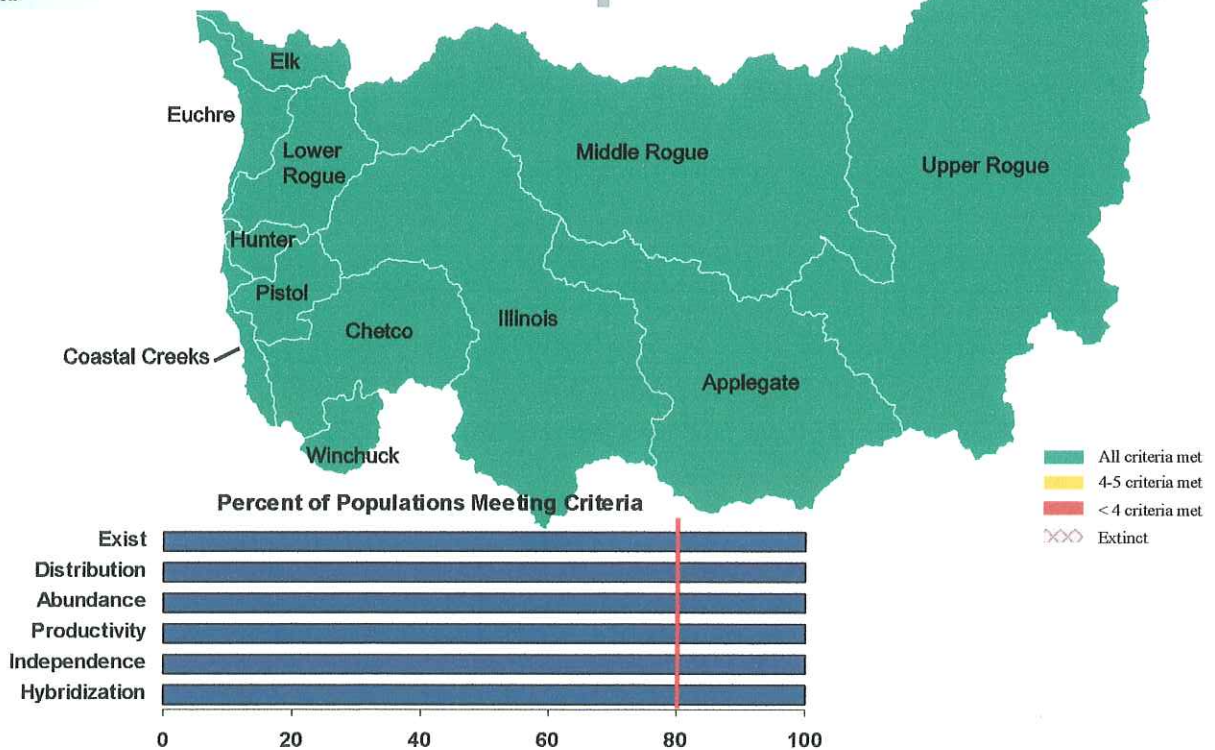 Elk
Euchre
Lower
Rogue
Middle Rogue
Upper Rogue
Hunter
Pistol
Illinois
Chetco
Coastal Creeks
Applegate
Winchuck
All criteria met
4-5 criteria met
< 4 criteria met
Extinct
Percent of Populations Meeting Criteria
Exist
Distribution
Abundance
Productivity
Independence
Hybridization
0 20 40 60 80 100